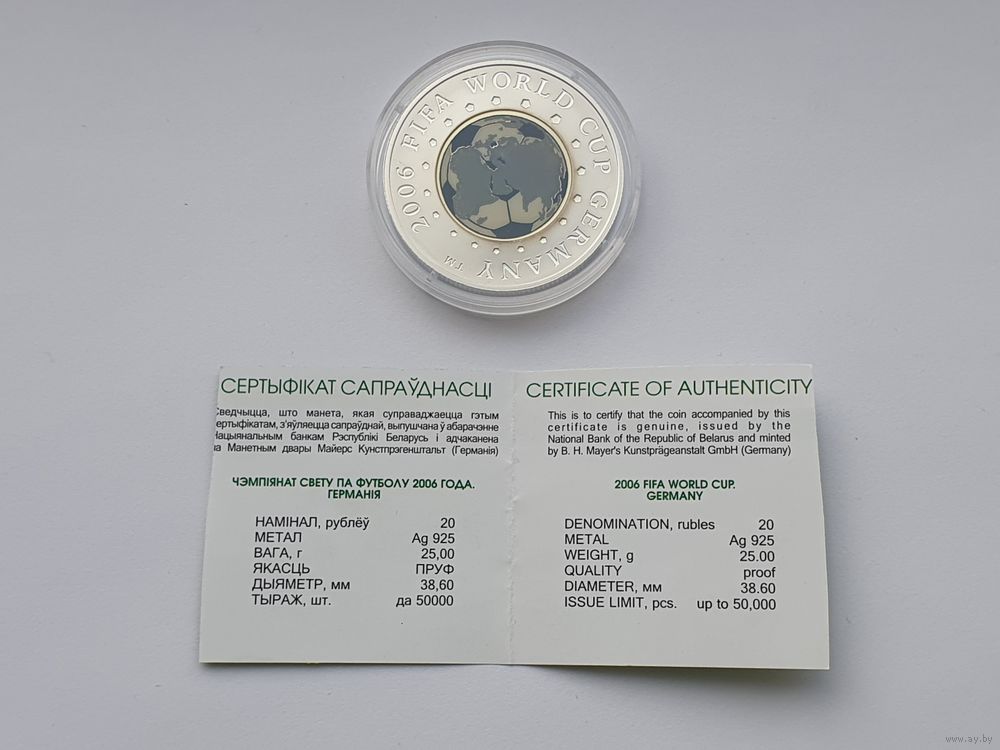 2006 FIFA WORLD CUP GERMANY TM
СЕРТЫФІКАТ САПРАЎДНАСЦІ
Сведчыцца, што манета, якая суправаджаецца гэтым
сертыфікатам, з'яўляецца сапраўднай, выпушчана ў абарачэнне
Нацыянальным банкам Рэспублікі Беларусь і адчаканена
на Манетным двары Майерс Кунстпрэгенштальт (Германія)
ЧЭМПІЯНАТ СВЕТУ ПА ФУТБОЛУ 2006 ГОДА.
ГЕРМАНІЯ
НАМІНАЛ, рублёў 20
МЕТАЛ Ag 925
ВАГА, г 25,00
ЯКАСЦЬ ПРУФ
ДЫЯМЕТР, мм 38,60
ТЫРАЖ, шт. да 50000
CERTIFICATE OF AUTHENTICITY
This is to certify that the coin accompanied by this
certificate is genuine, issued by the
National Bank of the Republic of Belarus and minted
by B. H. Mayer's Kunstprägeanstalt GmbH (Germany)
2006 FIFA WORLD CUP.
GERMANY
DENOMINATION, rubles 20
METAL Ag 925
WEIGHT, g 25.00
QUALITY proof
DIAMETER, мм 38.60
ISSUE LIMIT, pcs. up to 50,000
www.ay.by